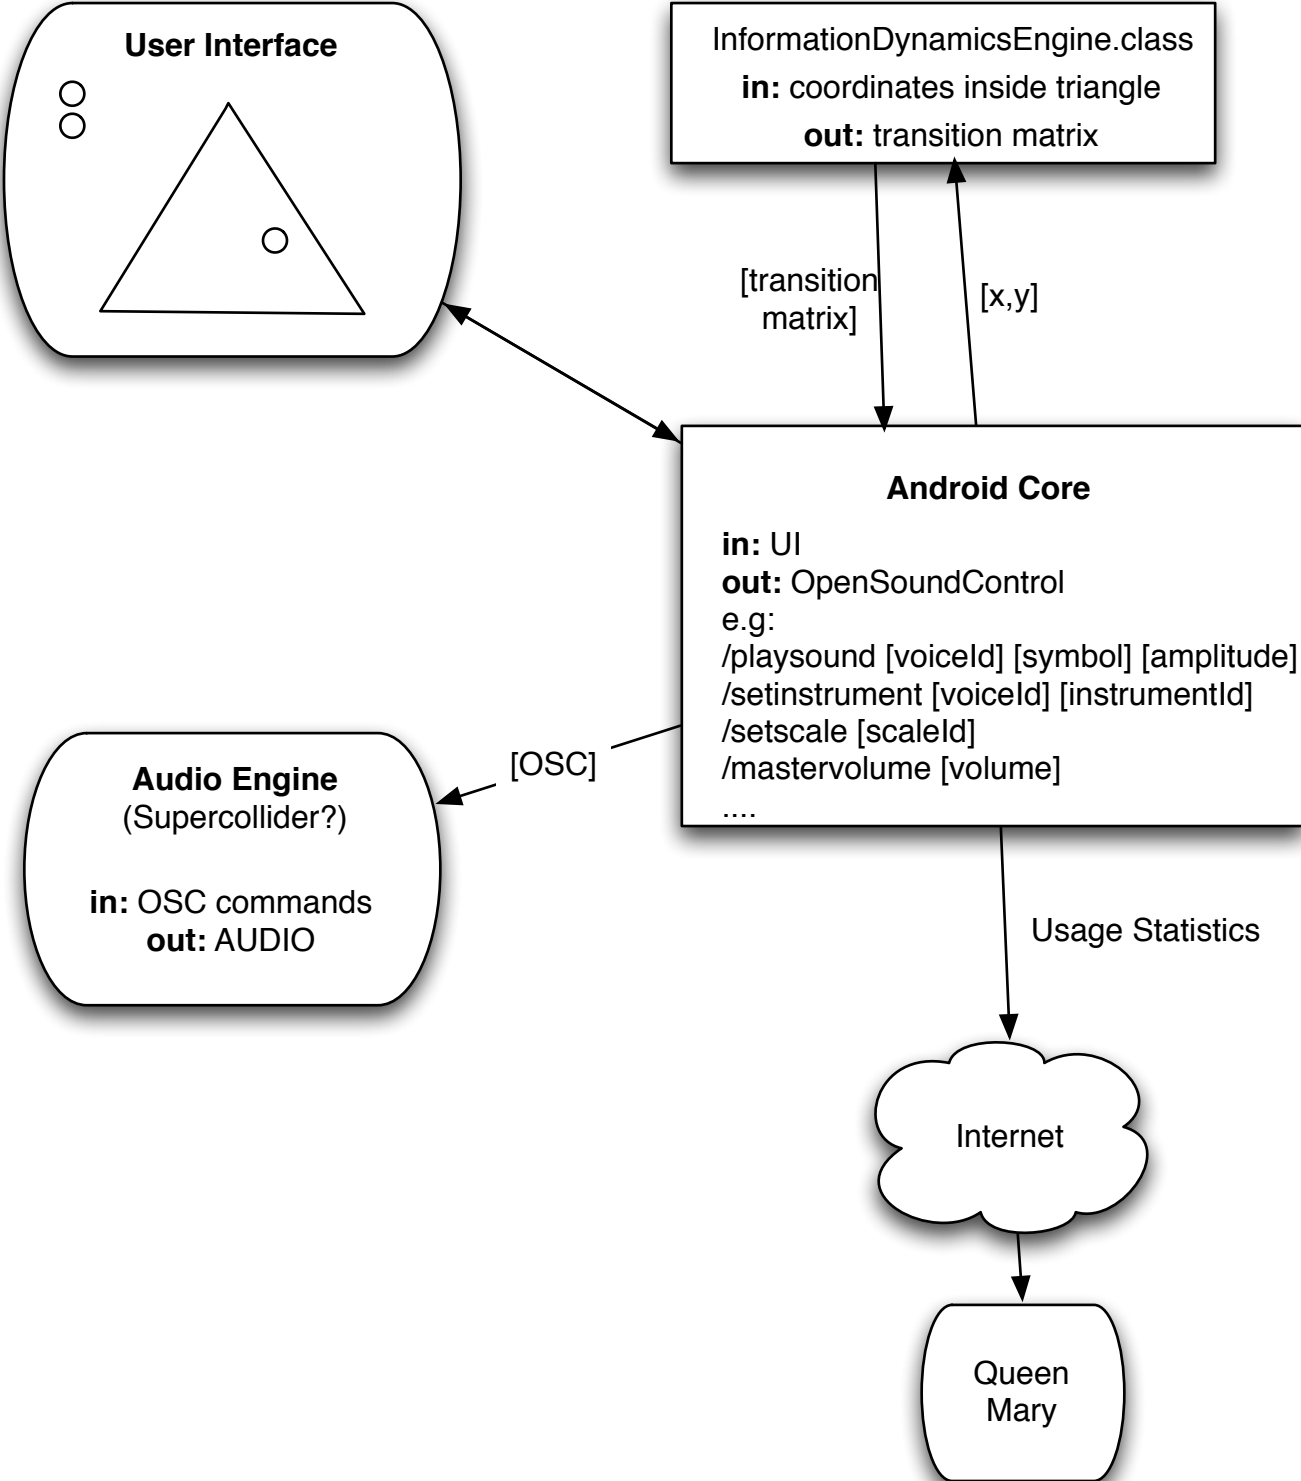 User Interface
InformationDynamicsEngine.class
in: coordinates inside triangle
out: transition matrix
[transition
matrix]
[x,y]
Android Core
in: UI
out: OpenSoundControl
e.g:
/playsound [voiceId] [symbol] [amplitude]
/setinstrument [voiceId] [instrumentId]
/setscale [scaleId]
/mastervolume [volume]
....
[OSC]
Audio Engine
(Supercollider?)
in: OSC commands
out: AUDIO
Usage Statistics
Internet
Queen
Mary